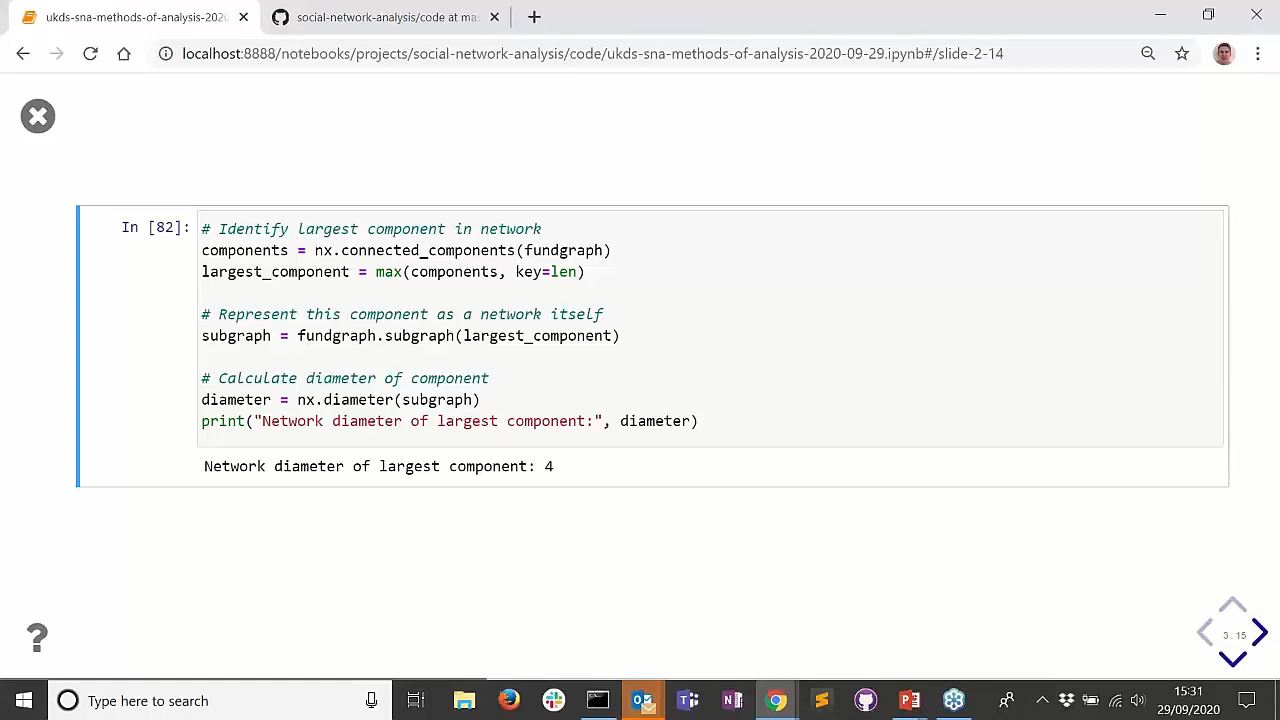 ukds-sna-methods-of-analysis-2020
social-network-analysis/code at ma
localhost:8888/notebooks/projects/social-network-analysis/code/ukds-sna-methods-of-analysis-2020-09-29.ipynb#/slide-2-14
In [82]:
# Identify largest component in network
components = nx.connected_components(fundgraph)
largest_component = max(components, key=len)
# Represent this component as a network itself
subgraph = fundgraph.subgraph(largest_component)
# Calculate diameter of component
diameter = nx.diameter(subgraph)
print("Network diameter of largest component:", diameter)
Network diameter of largest component: 4
?
3.15
Type here to search
15:31
29/09/2020